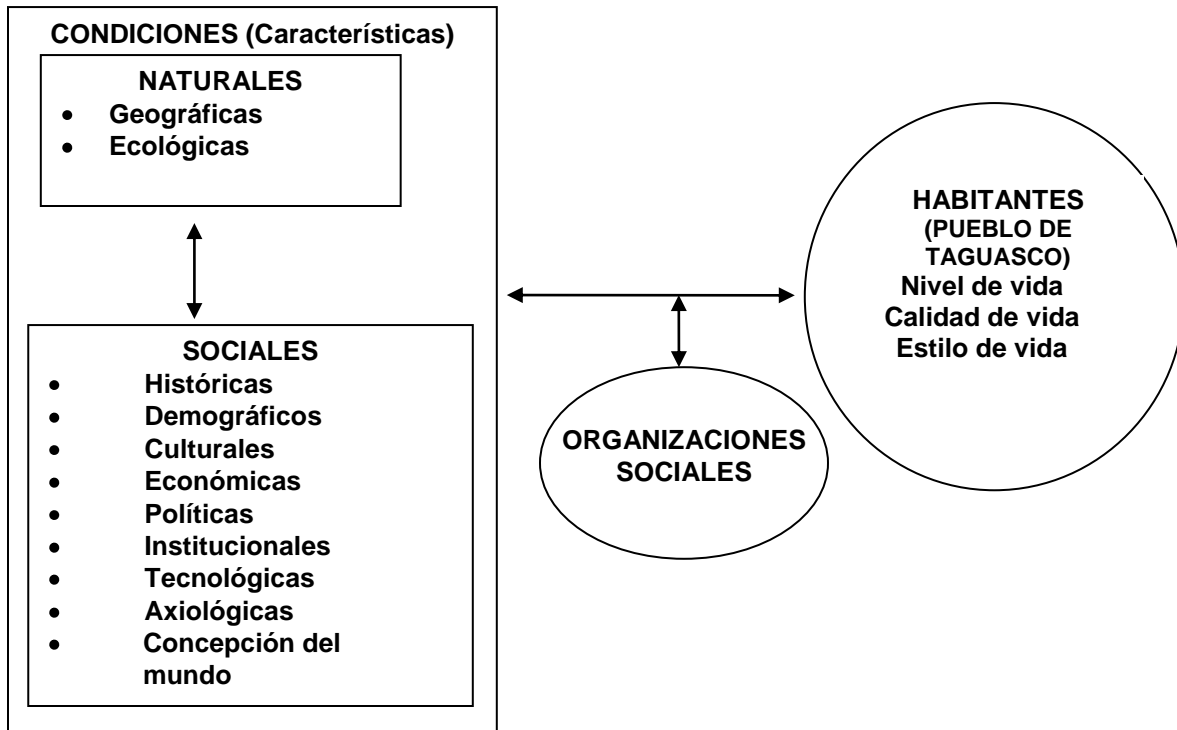 CONDICIONES (Características)
NATURALES
• Geográficas
• Ecológicas
SOCIALES
• Históricas
• Demográficos
• Culturales
• Económicas
• Políticas
• Institucionales
• Tecnológicas
• Axiológicas
• Concepción del
mundo
ORGANIZACIONES
SOCIALES
HABITANTES
(PUEBLO DE
TAGUASCO)
Nivel de vida
Calidad de vida
Estilo de vida